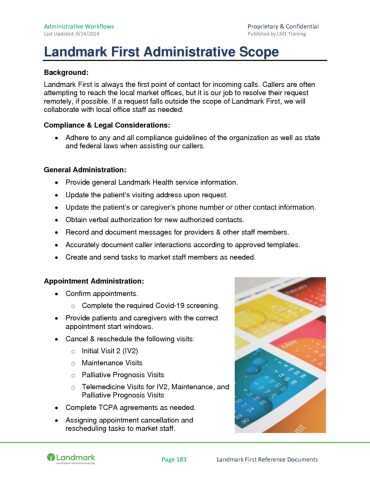 Administrative Workflows Proprietary & Confidential
Last Updated: 6/24/2024 Published by LM1 Training
Landmark First Administrative Scope
Background:
Landmark First is always the first point of contact for incoming calls. Callers are often
attempting to reach the local market offices, but it is our job to resolve their request
remotely, if possible. If a request falls outside the scope of Landmark First, we will
collaborate with local office staff as needed.
Compliance & Legal Considerations:
• Adhere to any and all compliance guidelines of the organization as well as state
and federal laws when assisting our callers.
General Administration:
• Provide general Landmark Health service information.
• Update the patient's visiting address upon request.
• Update the patient's or caregiver's phone number or other contact information.
• Obtain verbal authorization for new authorized contacts.
• Record and document messages for providers & other staff members.
• Accurately document caller interactions according to approved templates.
• Create and send tasks to market staff members as needed.
Appointment Administration:
• Confirm appointments.
o Complete the required Covid-19 screening.
• Provide patients and caregivers with the correct
appointment start windows.
• Cancel & reschedule the following visits:
o Initial Visit 2 (IV2)
o Maintenance Visits
o Palliative Prognosis Visits
o Telemedicine Visits for IV2, Maintenance, and
Palliative Prognosis Visits
• Complete TCPA agreements as needed.
• Assigning appointment cancellation and
rescheduling tasks to market staff.
Landmark
Page 183 Landmark First Reference Documents